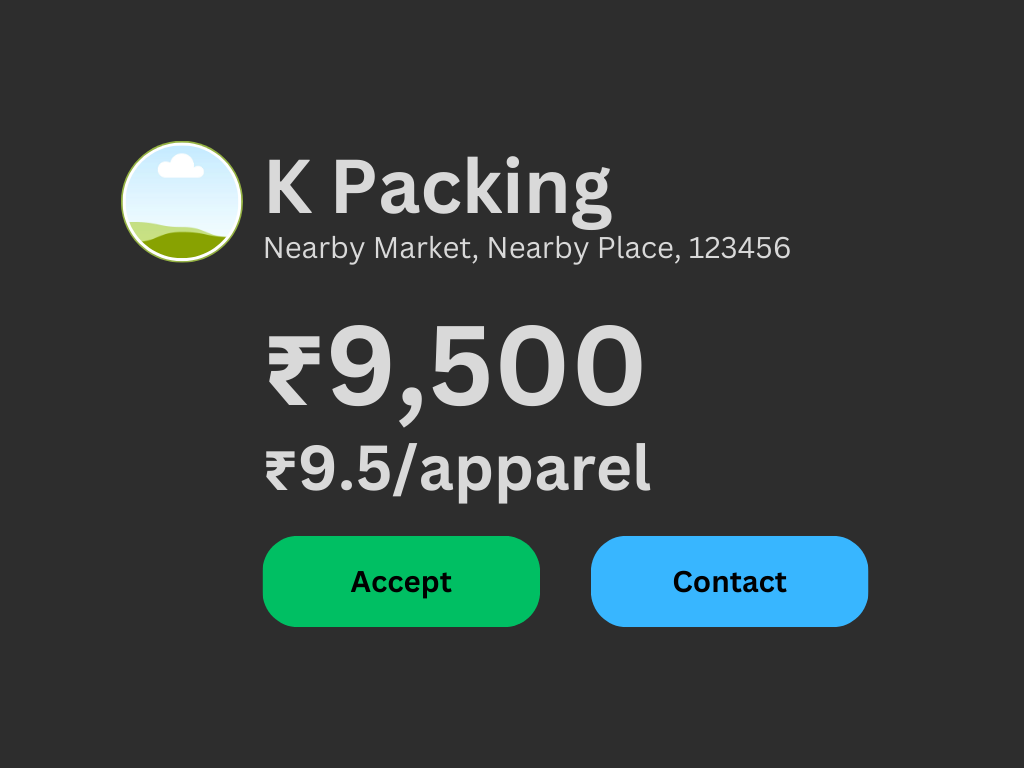 K Packing
Nearby Market, Nearby Place, 123456
₹9,500
₹9.5/apparel
Accept
Contact